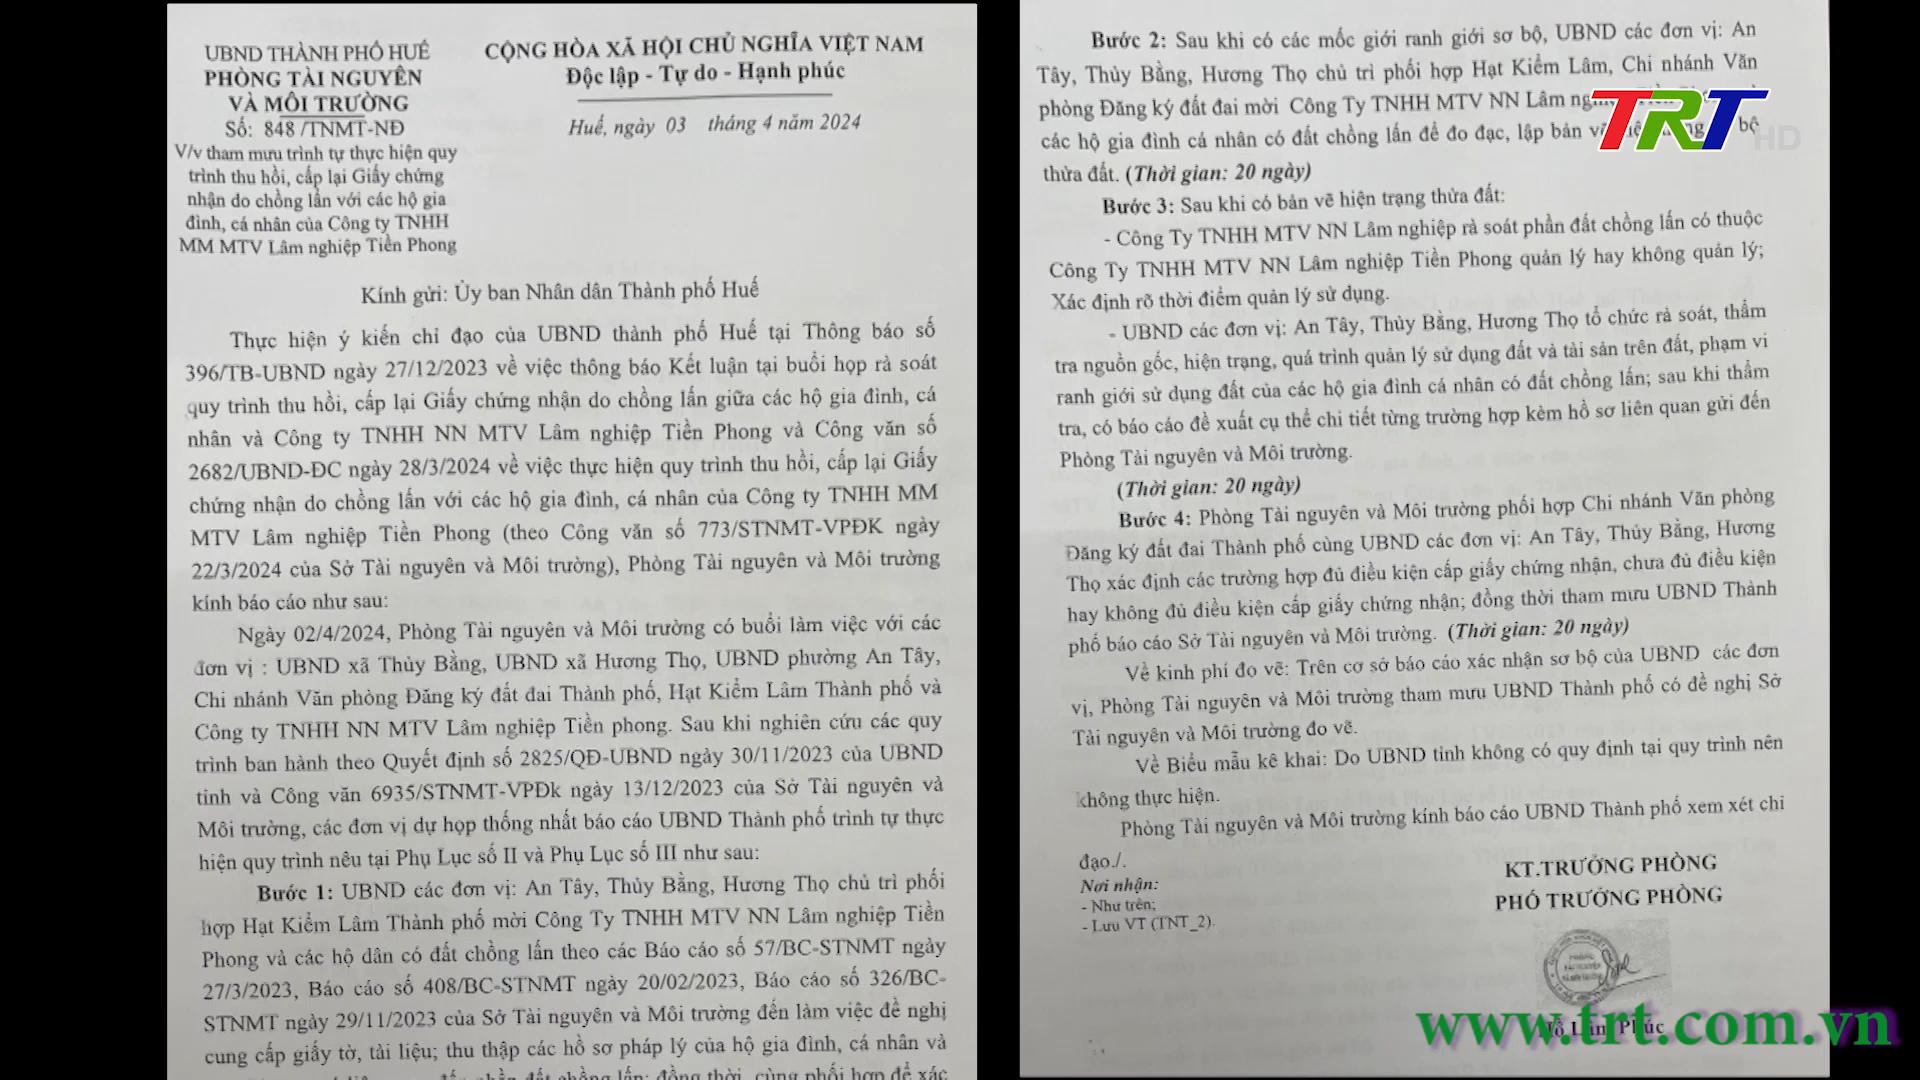 UBND THÀNH PHỐ HUẾ
PHÒNG TÀI NGUYÊN
VÀ MÔI TRƯỜNG
Số: 848 /TNMT-NĐ
V/v tham mưu trình tự thực hiện quy
trình thu hồi, cấp lại Giấy chứng
nhận do chồng lấn với các hộ gia
đình, cá nhân của Công ty TNHH
MM MTV Lâm nghiệp Tiền Phong
CỘNG HÒA XÃ HỘI CHỦ NGHĨA VIỆT NAM
Độc lập - Tự do - Hạnh phúc
Huế, ngày 03 tháng 4 năm 2024
Kính gửi: Ủy ban Nhân dân Thành phố Huế
Thực hiện ý kiến chỉ đạo của UBND thành phố Huế tại Thông báo số
396/TB-UBND ngày 27/12/2023 về việc thông báo Kết luận tại buổi họp rà soát
quy trình thu hồi, cấp lại Giấy chứng nhận do chồng lấn giữa các hộ gia đình, cá
nhân và Công ty TNHH NN MTV Lâm nghiệp Tiền Phong và Công văn số
2682/UBND-ĐC ngày 28/3/2024 về việc thực hiện quy trình thu hồi, cấp lại Giấy
chứng nhận do chồng lấn với các hộ gia đình, cá nhân của Công ty TNHH MM
MTV Lâm nghiệp Tiền Phong (theo Công văn số 773/STNMT-VPĐK ngày
22/3/2024 của Sở Tài nguyên và Môi trường), Phòng Tài nguyên và Môi trường
kính báo cáo như sau:
Ngày 02/4/2024, Phòng Tài nguyên và Môi trường có buổi làm việc với các
đơn vị : UBND xã Thủy Bằng, UBND xã Hương Thọ, UBND phường An Tây,
Chi nhánh Văn phòng Đăng ký đất đai Thành phố, Hạt Kiểm Lâm Thành phố và
Công ty TNHH NN MTV Lâm nghiệp Tiền phong. Sau khi nghiên cứu các quy
trình ban hành theo Quyết định số 2825/QĐ-UBND ngày 30/11/2023 của UBND
tỉnh và Công văn 6935/STNMT-VPĐk ngày 13/12/2023 của Sở Tài nguyên và
Môi trường, các đơn vị dự họp thống nhất báo cáo UBND Thành phố trình tự thực
hiện quy trình nêu tại Phụ Lục số II và Phụ Lục số III như sau:
Bước 1: UBND các đơn vị: An Tây, Thủy Bằng, Hương Thọ chủ trì phối
hợp Hạt Kiểm Lâm Thành phố mời Công Ty TNHH MTV NN Lâm nghiệp Tiền
Phong và các hộ dân có đất chồng lấn theo các Báo cáo số 57/BC-STNMT ngày
27/3/2023, Báo cáo số 408/BC-STNMT ngày 20/02/2023, Báo cáo số 326/BC-
STNMT ngày 29/11/2023 của Sở Tài nguyên và Môi trường đến làm việc đề nghị
cung cấp giấy tờ, tài liệu; thu thập các hồ sơ pháp lý của hộ gia đình, cá nhân và
phần đất chồng lấn; đồng thời, cùng phối hợp để xác
Bước 2: Sau khi có các mốc giới ranh giới sơ bộ, UBND các đơn vị: An
Tây, Thủy Bằng, Hương Thọ chủ trì phối hợp Hạt Kiểm Lâm, Chi nhánh Văn
phòng Đăng ký đất đai mời Công Ty TNHH MTV NN Lâm
các hộ gia đình cá nhân có đất chồng lấn để đo đạc, lập bản bộ
thửa đất. (Thời gian: 20 ngày)
Bước 3: Sau khi có bản vẽ hiện trạng thửa đất:
- Công Ty TNHH MTV NN Lâm nghiệp rà soát phần đất chồng lấn có thuộc
Công Ty TNHH MTV NN Lâm nghiệp Tiền Phong quản lý hay không quản lý;
Xác định rõ thời điểm quản lý sử dụng.
- UBND các đơn vị: An Tây, Thủy Bằng, Hương Thọ tổ chức rà soát, thẩm
tra nguồn gốc, hiện trạng, quá trình quản lý sử dụng đất và tài sản trên đất, phạm vi
ranh giới sử dụng đất của các hộ gia đình cá nhân có đất chồng lấn; sau khi thẩm
tra, có báo cáo đề xuất cụ thể chi tiết từng trường hợp kèm hồ sơ liên quan gửi đến
Phòng Tài nguyên và Môi trường.
(Thời gian: 20 ngày)
Bước 4: Phòng Tài nguyên và Môi trường phối hợp Chi nhánh Văn phòng
Đăng ký đất đai Thành phố cùng UBND các đơn vị: An Tây, Thủy Bằng, Hương
Thọ xác định các trường hợp đủ điều kiện cấp giấy chứng nhận, chưa đủ điều kiện
hay không đủ điều kiện cấp giấy chứng nhận; đồng thời tham mưu UBND Thành
phố báo cáo Sở Tài nguyên và Môi trường. (Thời gian: 20 ngày)
Về kinh phí đo vẽ: Trên cơ sở báo cáo xác nhận sơ bộ của UBND các đơn
vị, Phòng Tài nguyên và Môi trường tham mưu UBND Thành phố có đề nghị Sở
Tài nguyên và Môi trường đo vẽ.
Về Biểu mẫu kê khai: Do UBND tỉnh không có quy định tại quy trình nên
không thực hiện.
Phòng Tài nguyên và Môi trường kính báo cáo UBND Thành phố xem xét chỉ
đạo./.
Nơi nhận:
- Như trên;
- Lưu VT (TNT_2).
KT.TRƯỞNG PHÒNG
PHÓ TRƯỞNG PHÒNG
Lâm Phúc
TRT HD
www.trt.com.vn